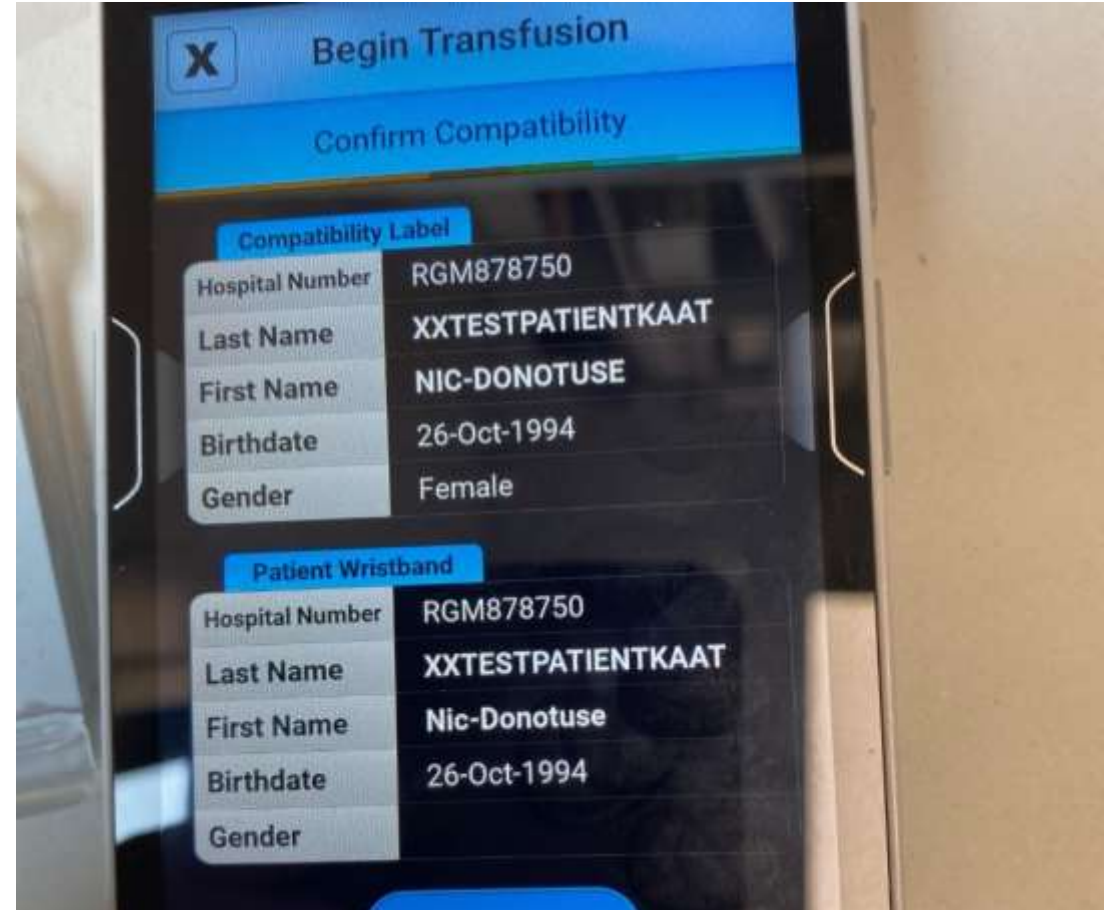 X Begin Transfusion
Confirm Compatibility
Compatibility Label
Hospital Number RGM878750
Last Name XXTESTPATIENTKAAT
First Name NIC-DONOTUSE
Birthdate 26-Oct-1994
Gender Female
Patient Wristband
Hospital Number RGM878750
Last Name XXTESTPATIENTKAAT
First Name Nic-Donotuse
Birthdate 26-Oct-1994
Gender